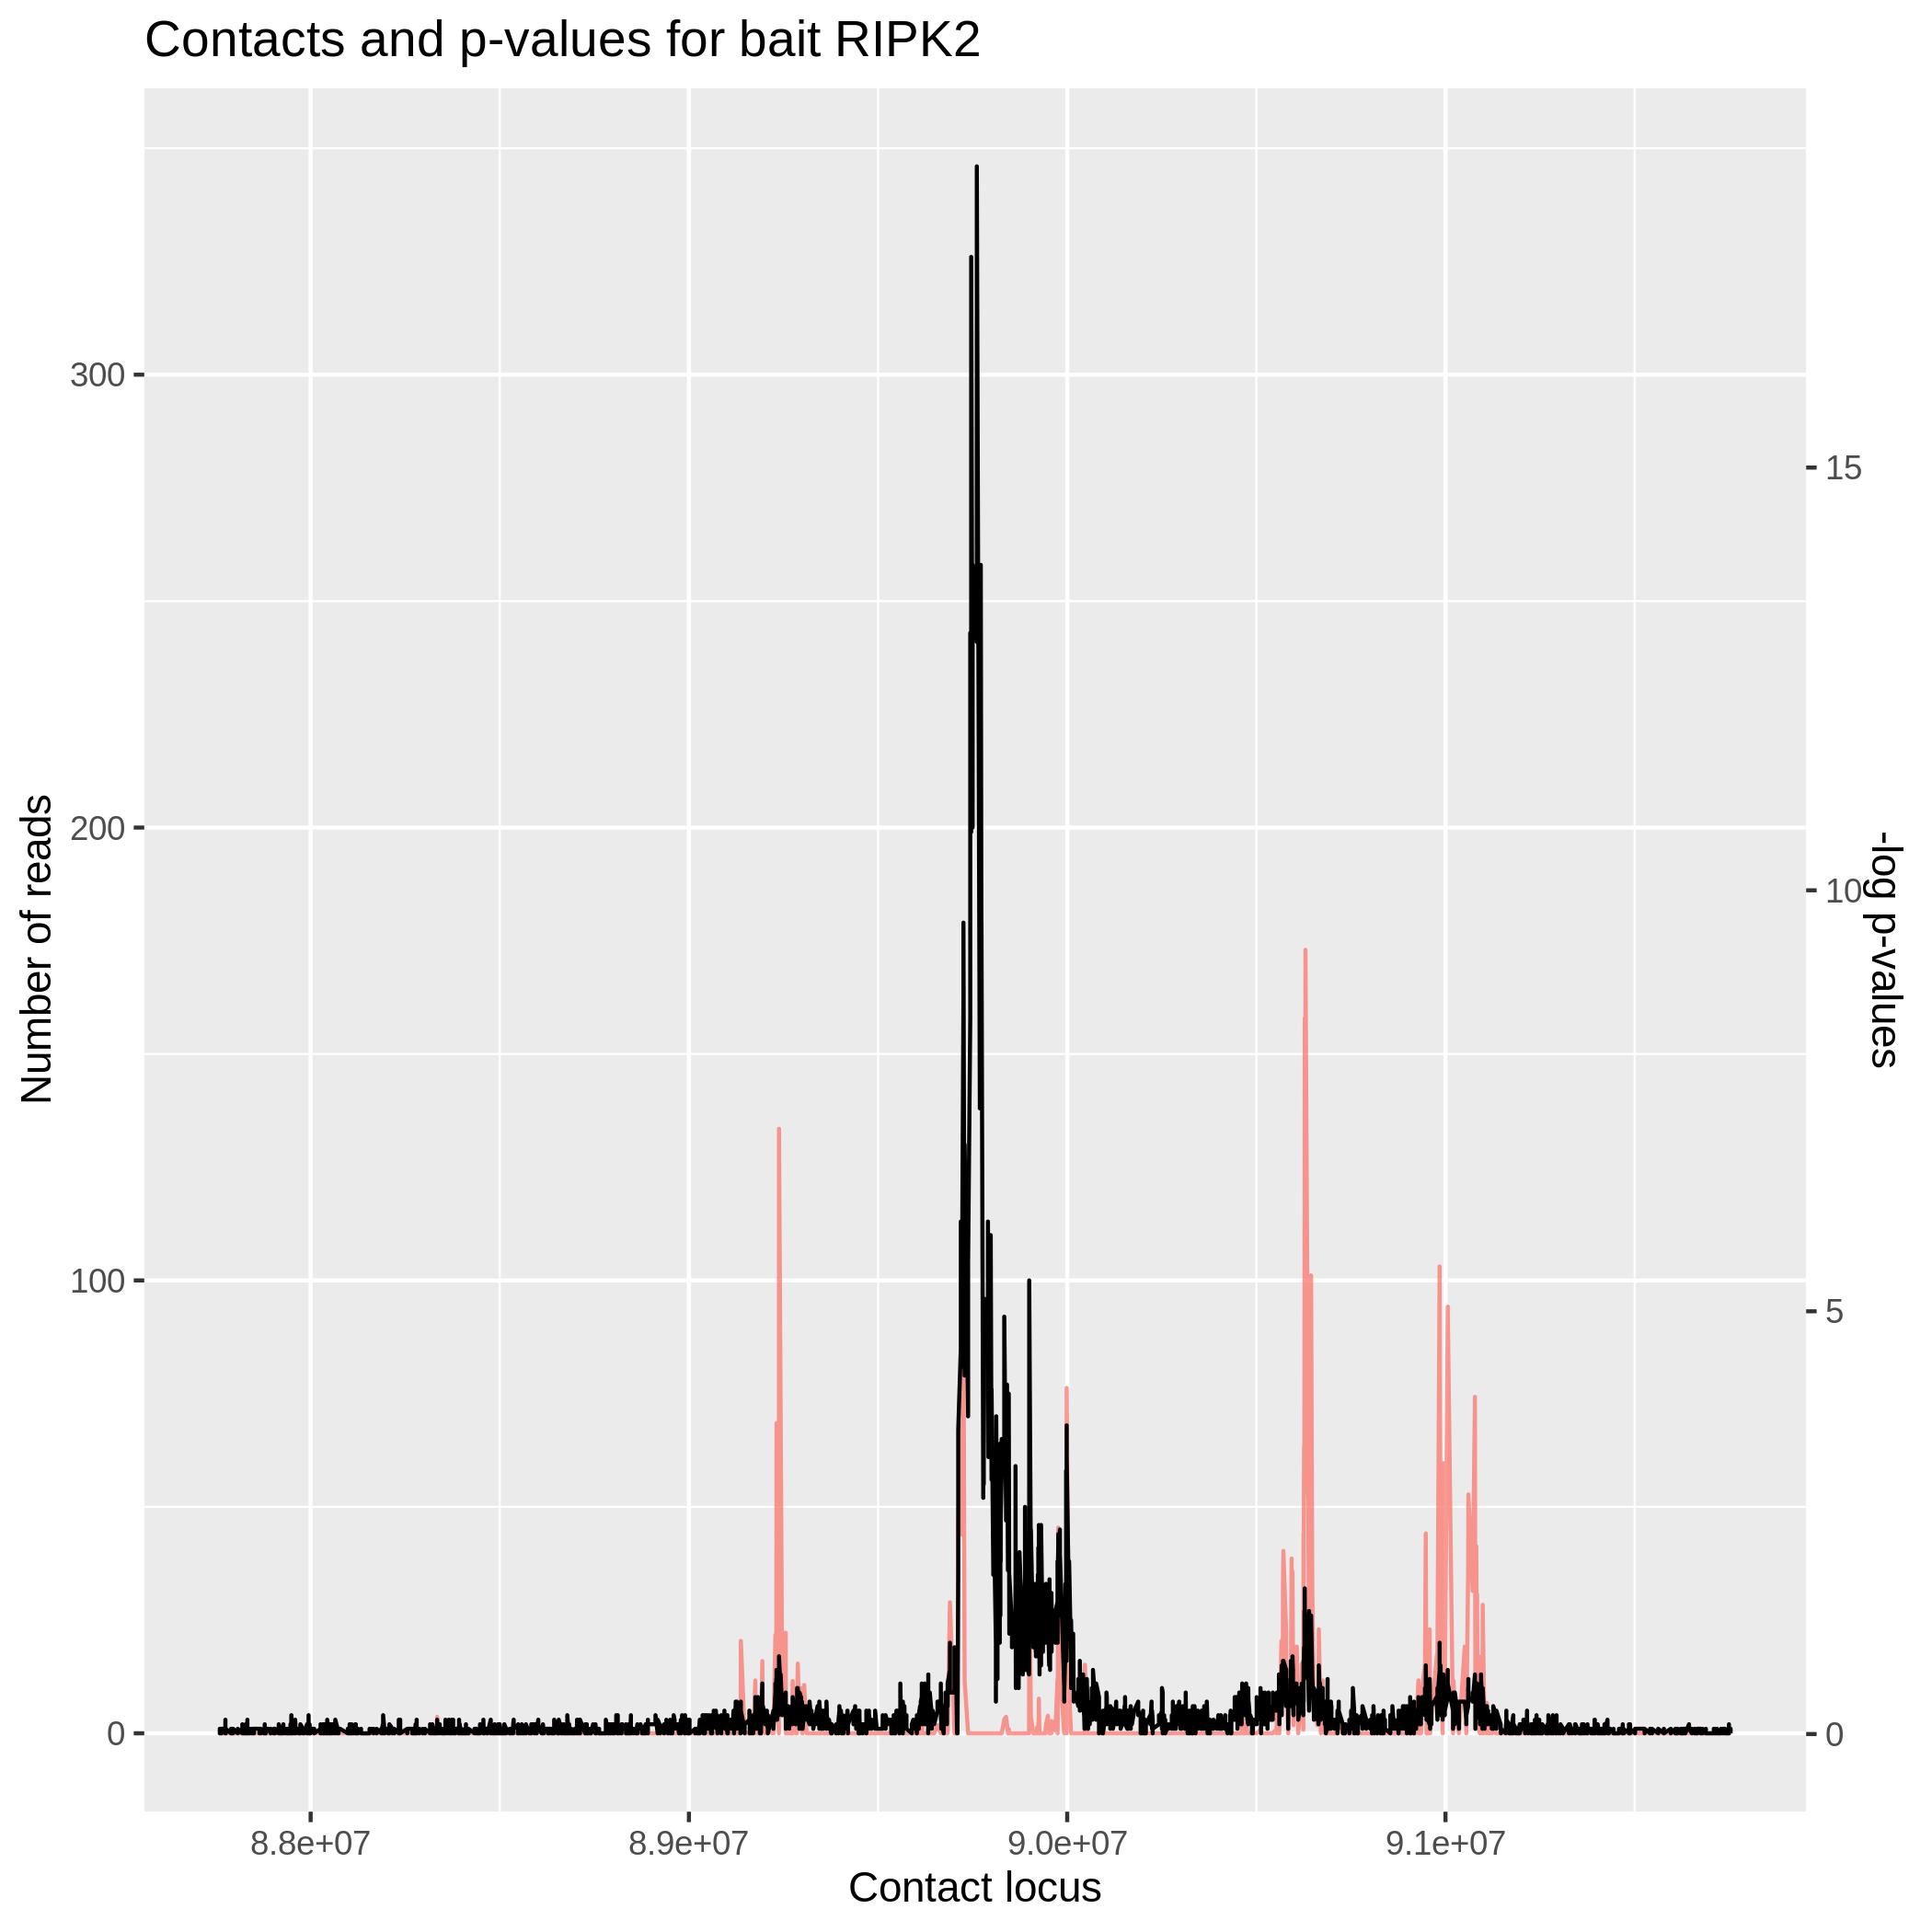 Contacts and p-values for bait RIPK2
Number of reads
300
200
100
0
15
10
5
0
-log p-values
8.8e+07
8.9e+07
9.0e+07
9.1e+07
Contact locus